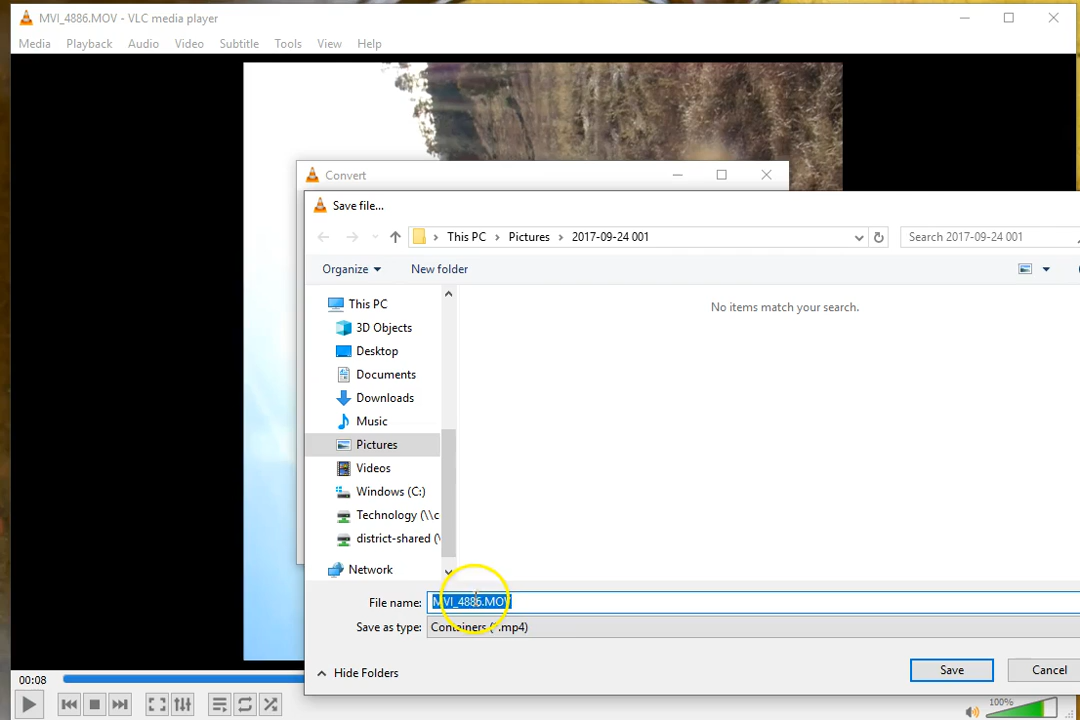 MVI_4886.MOV - VLC media player
Media Playback Audio Video Subtitle Tools View Help
Convert
Save file...
This PC Pictures 2017-09-24 001
Search 2017-09-24 001
Organize New folder
This PC
3D Objects
Desktop
Documents
Downloads
Music
Pictures
Videos
Windows (C:)
Technology (\\c
district-shared (\
Network
No items match your search.
File name: MVI_4886.MOV
Save as type: Containers (*.mp4)
Hide Folders
Save Cancel
00:08
100%